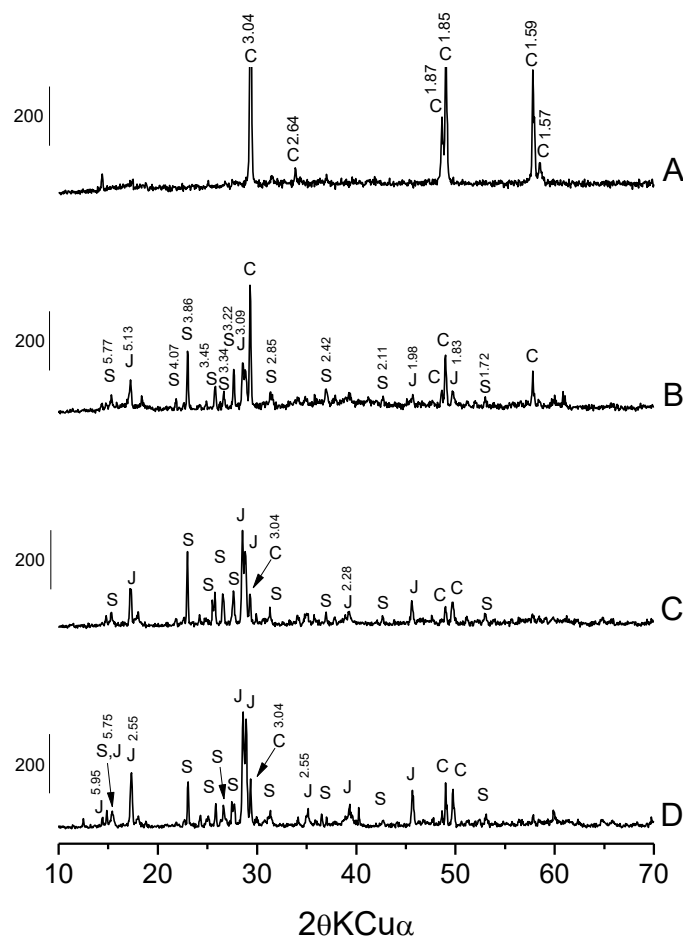 C 3.04
C 2.64
C 1.87
C 1.85
C 1.59
C 1.57
200
A
S 5.77
J 5.13
S 4.07
S 3.86
S 3.45
S 3.34
S 3.22
J 3.09
C
S 2.85
S 2.42
S 2.11
J 1.98
C
C
J 1.83
S 1.72
C
200
B
S
J
S
S
S
S
J
J
C 3.04
S
S
J 2.28
S
J
C
C
S
200
C
J 5.95
S,J 5.75
J 2.55
S
S
S
S
J
J
C 3.04
S
J 2.55
S
J
S
J
C
C
S
200
D
10 20 30 40 50 60 70
2θKCuα